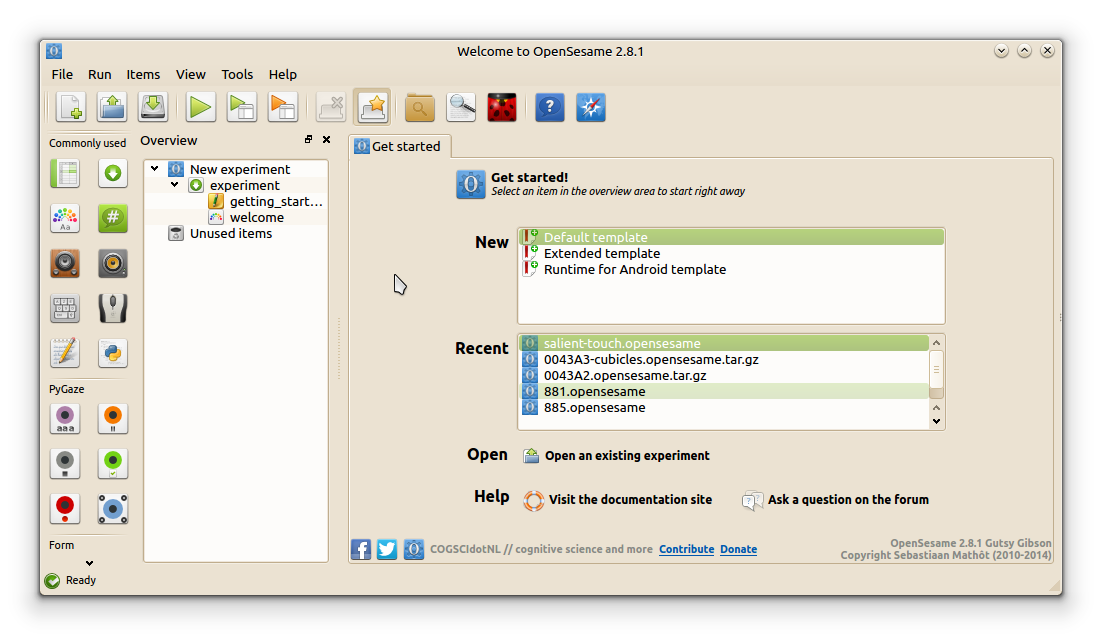 Welcome to OpenSesame 2.8.1
File Run Items View Tools Help
Commonly used
Overview
New experiment
experiment
getting_start...
welcome
Unused items
Aa
#
PyGaze
aaa
Form
Ready
Get started
Get started!
Select an item in the overview area to start right away
New
Default template
Extended template
Runtime for Android template
Recent
salient-touch.opensesame
0043A3-cubicles.opensesame.tar.gz
0043A2.opensesame.tar.gz
881.opensesame
885.opensesame
Open
Open an existing experiment
Help
Visit the documentation site
Ask a question on the forum
COGSCIdotNL // cognitive science and more Contribute Donate
OpenSesame 2.8.1 Gutsy Gibson
Copyright Sebastiaan Mathôt (2010-2014)